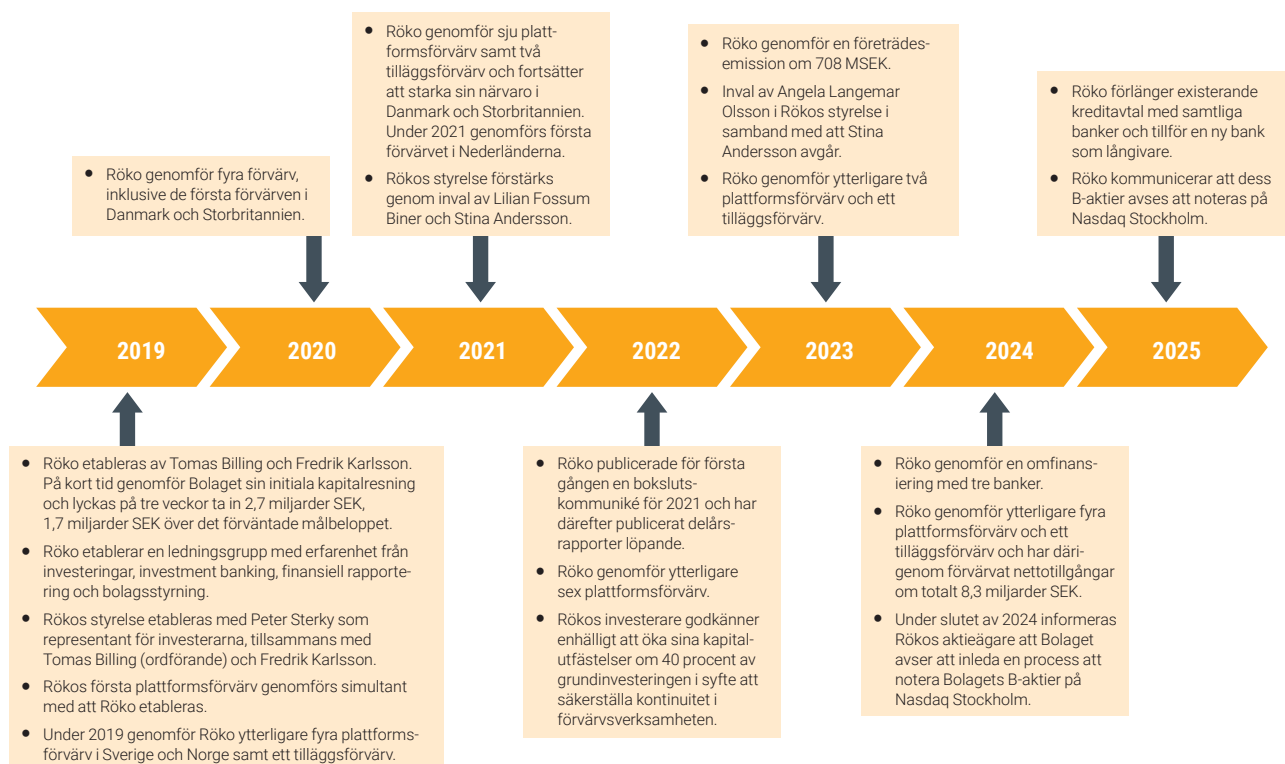 • Röko genomför fyra förvärv,
inklusive de första förvärven i
Danmark och Storbritannien.
• Röko genomför sju platt-
formsförvärv samt två
tilläggsförvärv och fortsätter
att starka sin närvaro i
Danmark och Storbritannien.
Under 2021 genomförs första
förvärvet i Nederländerna.
• Rökos styrelse förstärks
genom inval av Lilian Fossum
Biner och Stina Andersson.
• Röko genomför en företrädes-
emission om 708 MSEK.
• Inval av Angela Langemar
Olsson i Rökos styrelse i
samband med att Stina
Andersson avgår.
• Röko genomför ytterligare två
plattformsförvärv och ett
tilläggsförvärv.
• Röko förlänger existerande
kreditavtal med samtliga
banker och tillför en ny bank
som långivare.
• Röko kommunicerar att dess
B-aktier avses att noteras på
Nasdaq Stockholm.
2019 2020 2021 2022 2023 2024 2025
• Röko etableras av Tomas Billing och Fredrik Karlsson.
På kort tid genomför Bolaget sin initiala kapitalresning
och lyckas på tre veckor ta in 2,7 miljarder SEK,
1,7 miljarder SEK över det förväntade målbeloppet.
• Röko etablerar en ledningsgrupp med erfarenhet från
investeringar, investment banking, finansiell rapporte-
ring och bolagsstyrning.
• Rökos styrelse etableras med Peter Sterky som
representant för investerarna, tillsammans med
Tomas Billing (ordförande) och Fredrik Karlsson.
• Rökos första plattformsförvärv genomförs simultant
med att Röko etableras.
• Under 2019 genomför Röko ytterligare fyra plattforms-
förvärv i Sverige och Norge samt ett tilläggsförvärv.
• Röko publicerade för första
gången en boksluts-
kommuniké för 2021 och har
därefter publicerat delårs-
rapporter löpande.
• Röko genomför ytterligare
sex plattformsförvärv.
• Rökos investerare godkänner
enhälligt att öka sina kapital-
utfästelser om 40 procent av
grundinvesteringen i syfte att
säkerställa kontinuitet i
förvärvsverksamheten.
• Röko genomför en omfinans-
iering med tre banker.
• Röko genomför ytterligare fyra
plattformsförvärv och ett
tilläggsförvärv och har däri-
genom förvärvat nettotillgångar
om totalt 8,3 miljarder SEK.
• Under slutet av 2024 informeras
Rökos aktieägare att Bolaget
avser att inleda en process att
notera Bolagets B-aktier på
Nasdaq Stockholm.